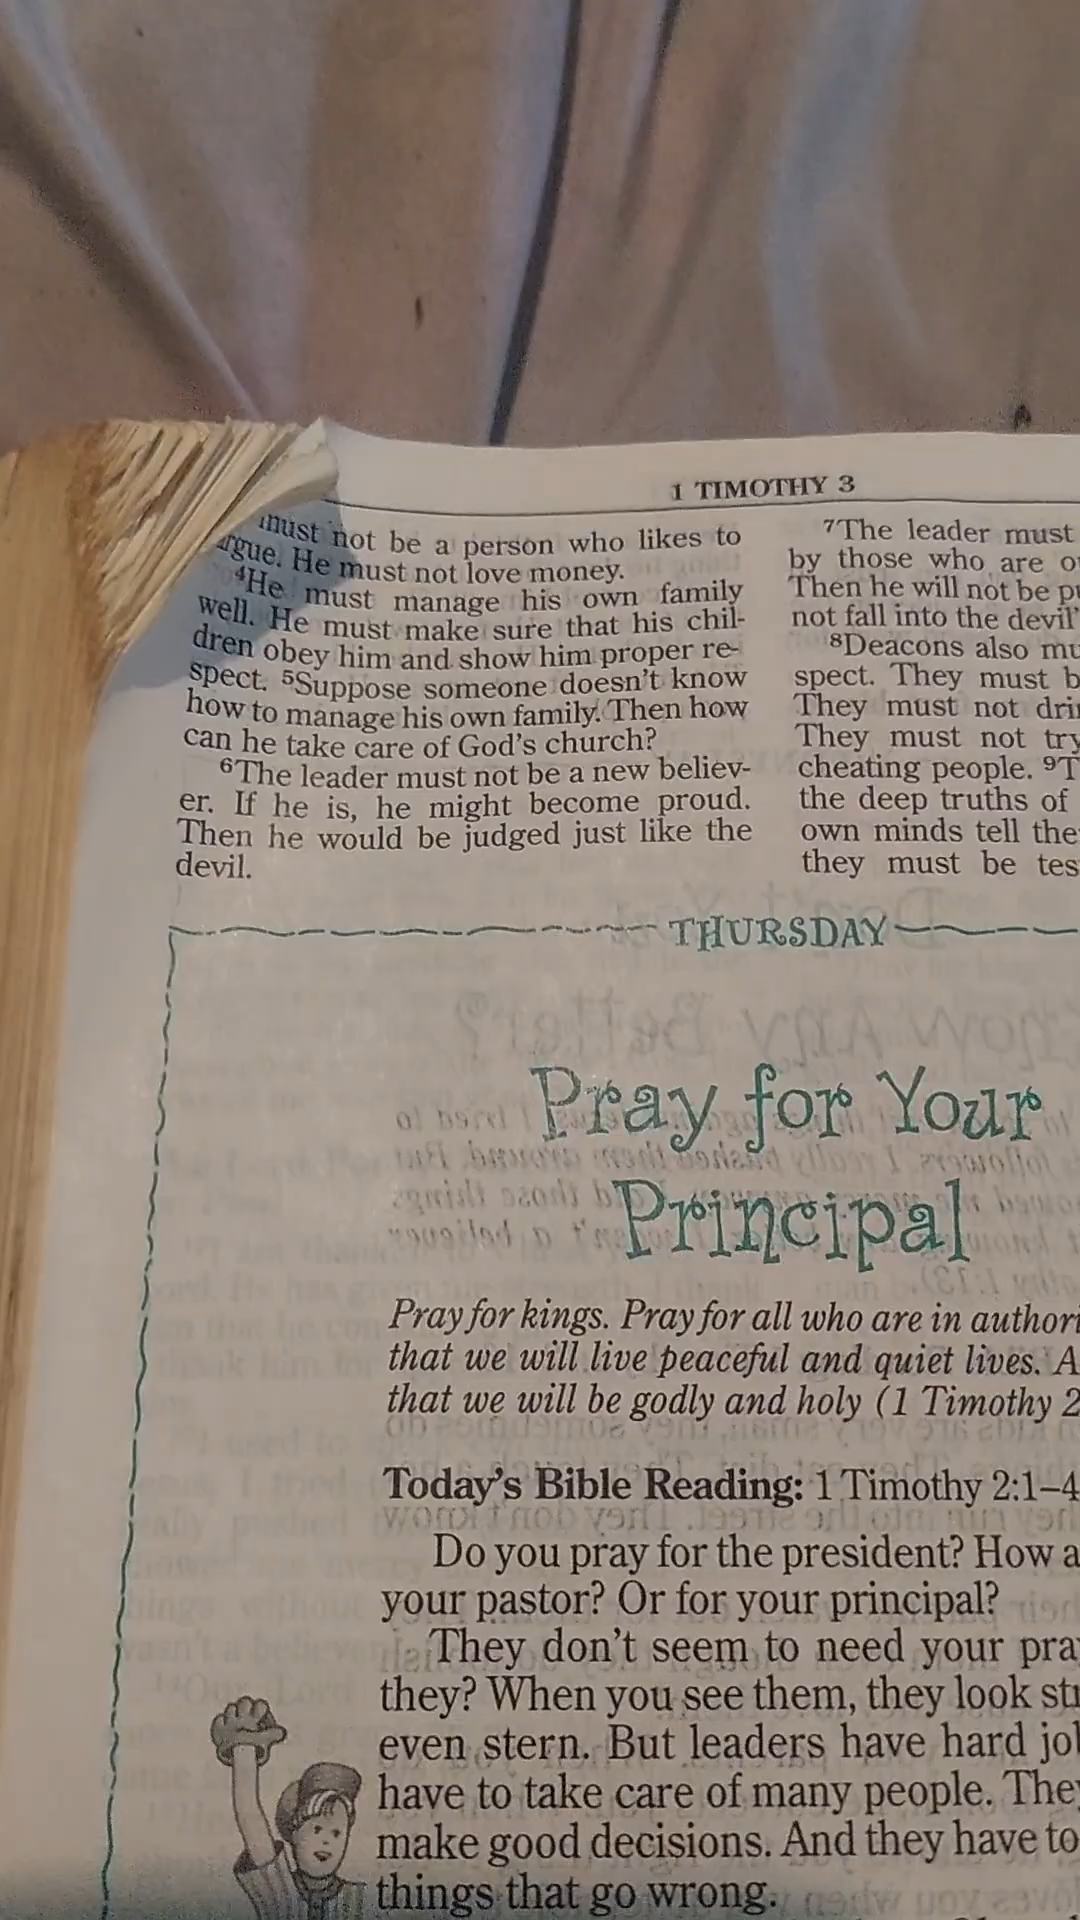 1 TIMOTHY 3
must not be a person who likes to
rgue. He must not love money.
4He must manage his own family
well. He must make sure that his chil-
dren obey him and show him proper re-
spect. 5Suppose someone doesn't know
how to manage his own family. Then how
can he take care of God's church?
6The leader must not be a new believ-
er. If he is, he might become proud.
Then he would be judged just like the
devil.
7The leader must
by those who are
Then he will not be
not fall into the devil'
8Deacons also
spect. They must
They must not
They must not try
cheating people. 9
the deep truths of
own minds tell
they must be
THURSDAY
Pray for Your
Principal
Pray for kings. Pray for all who are in
that we will live peaceful and quiet lives.
that we will be godly and holy (1 Timothy 2
Today's Bible Reading: 1 Timothy 2:1–4
Do you pray for the president? How
your pastor? Or for your principal?
They don't seem to need your
they? When you see them, they look
even stern. But leaders have hard
have to take care of many people.
make good decisions. And they have to
things that go wrong.